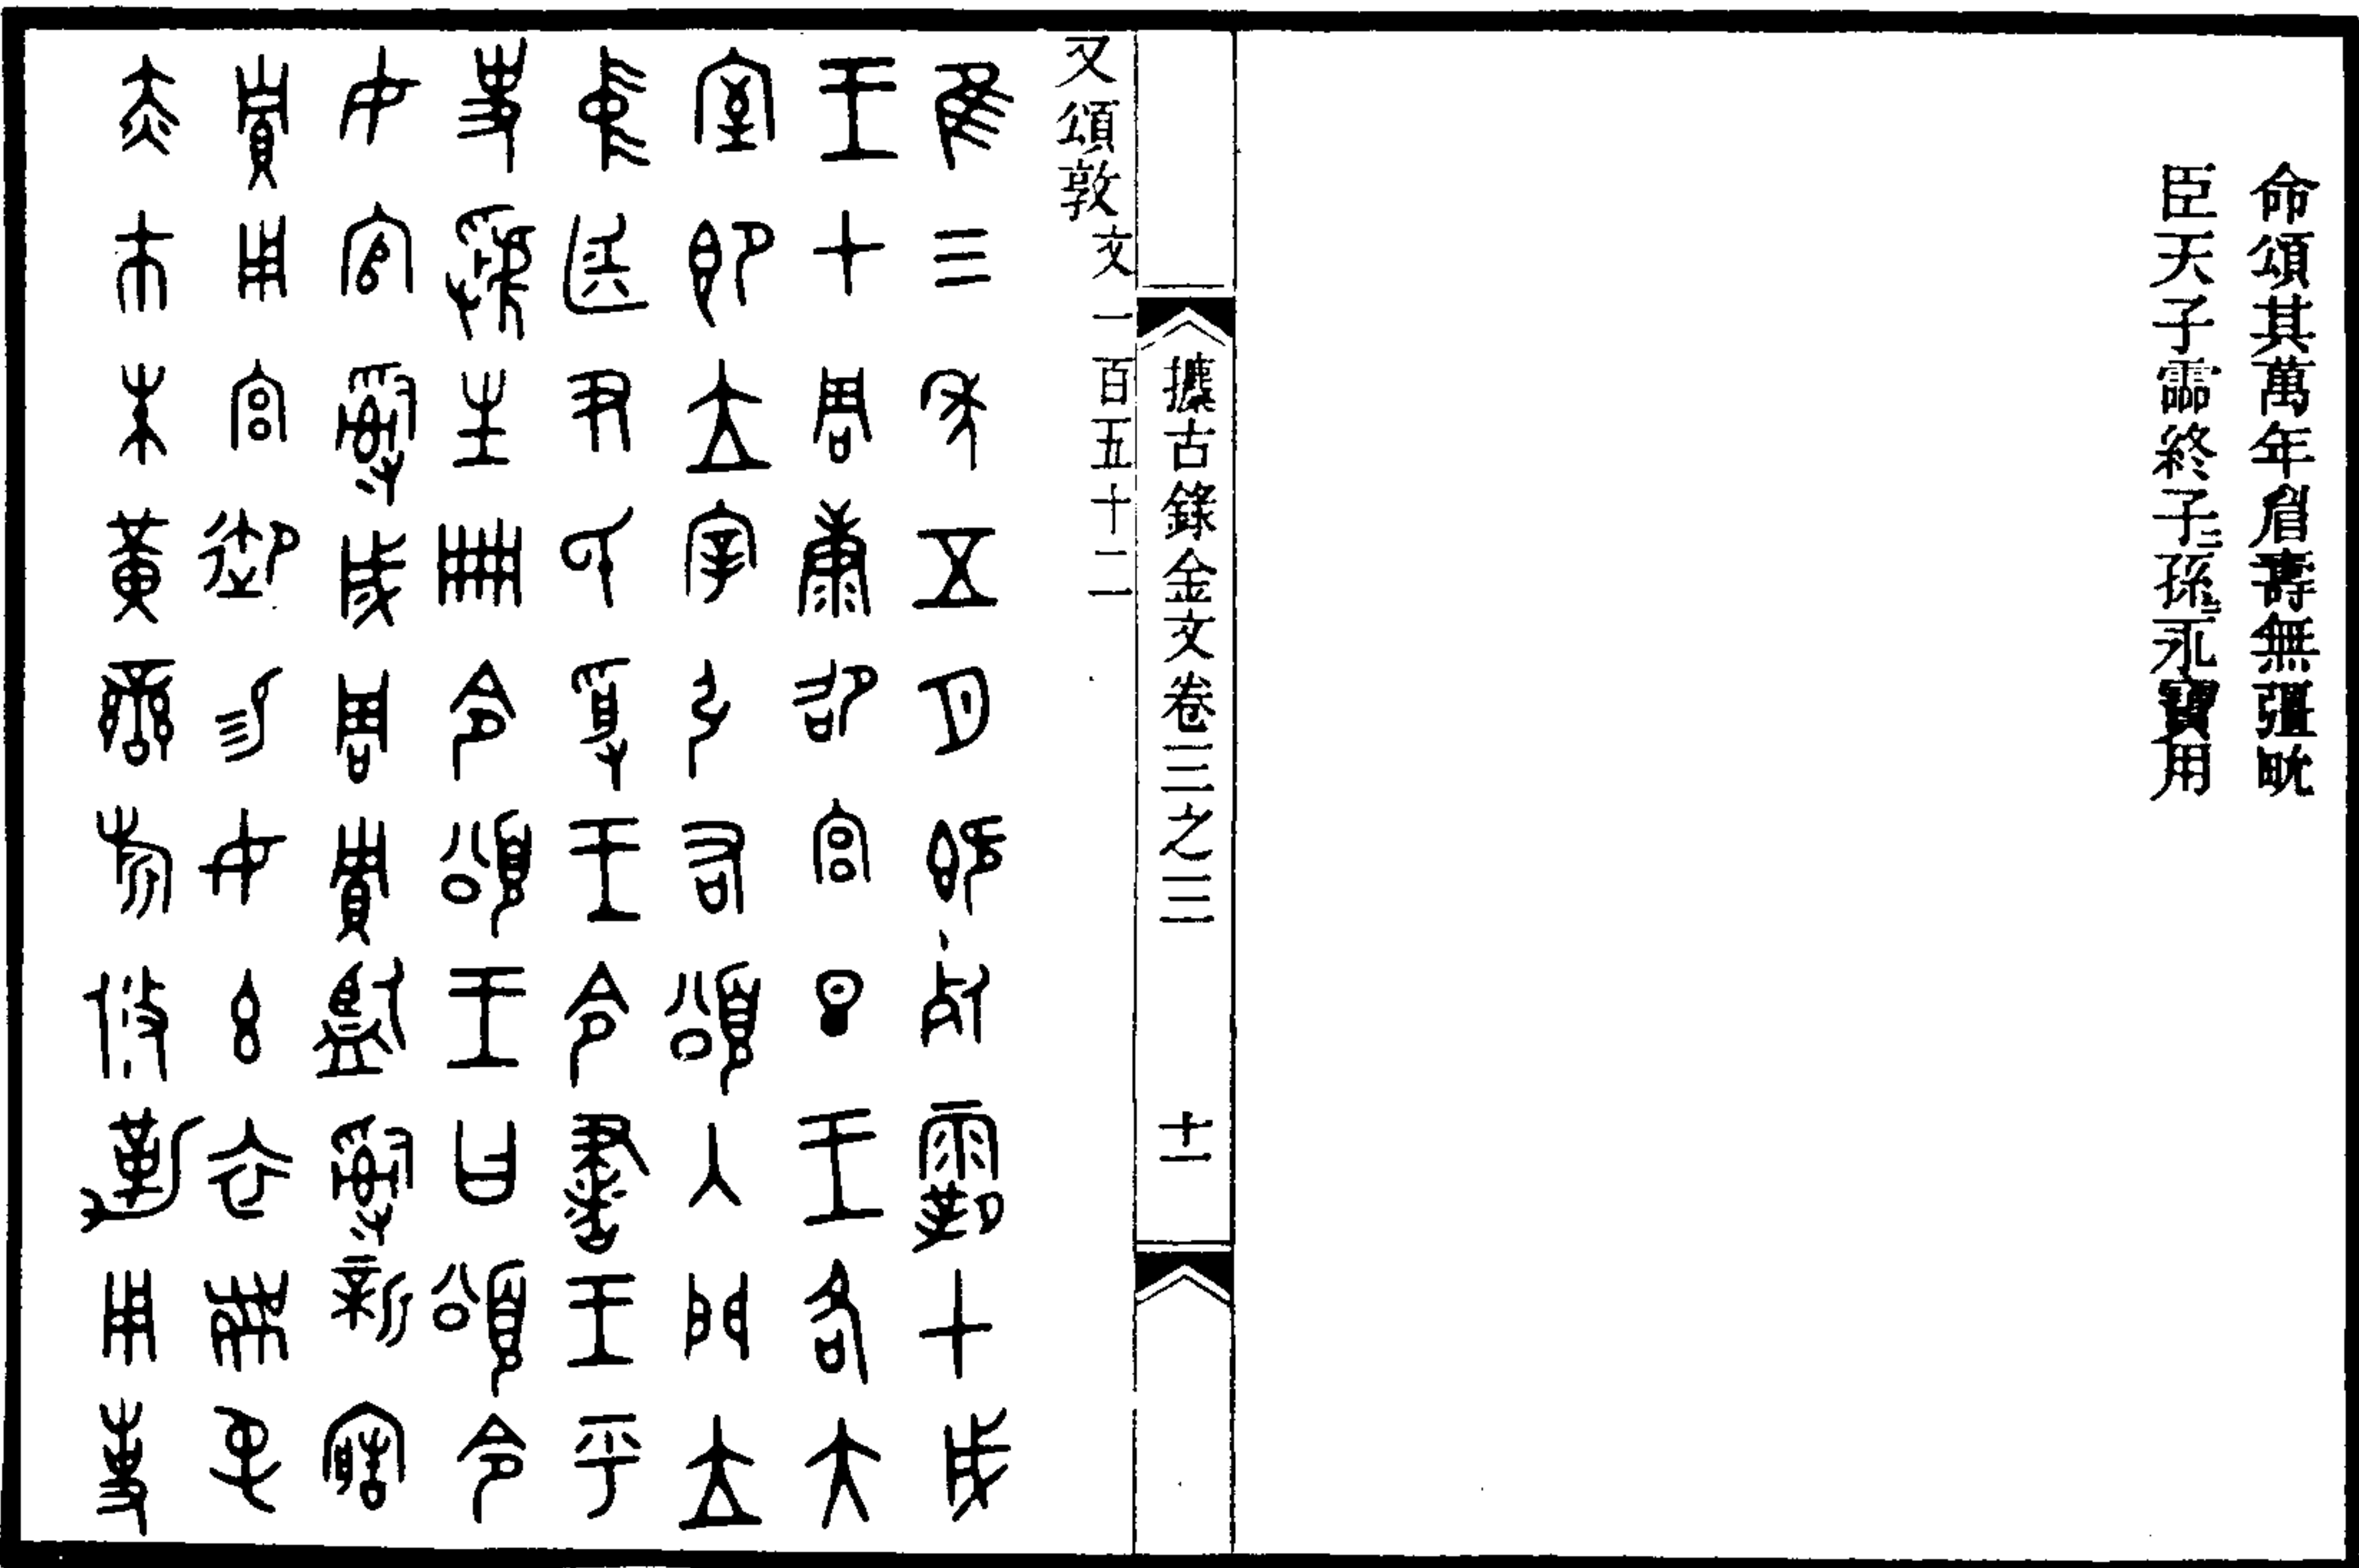 命頌其萬年眉壽無彊㽙
臣天子霝終子=孫=永寶用
攈古錄金文卷三之三 十一
又頌敦文一百五十二
隹三年五月既死霸甲戌
王才周康卲宮旦王各大
室即立宰引右頌入門立
中廷尹氏受王令書王乎
史虢生冊令頌王曰頌令
女官𤔲成周貯監𤔲新造
貯用宮御易女玄衣黹屯
赤巿朱黃䜌旂攸勒用事